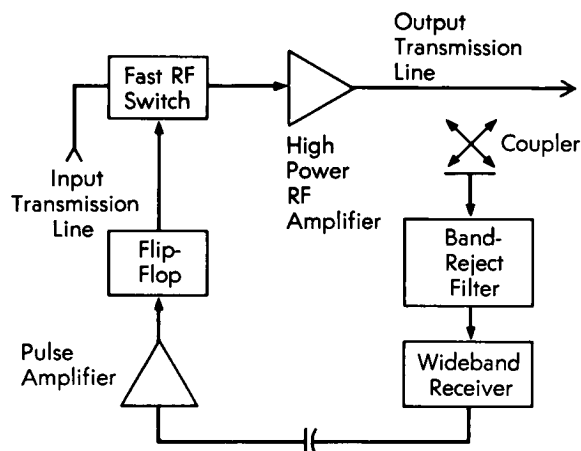 Output
Transmission
Line
Fast RF
Switch
Input
Transmission
Line
High
Power
RF
Amplifier
Coupler
Band-
Reject
Filter
Flip-
Flop
Wideband
Receiver
Pulse
Amplifier